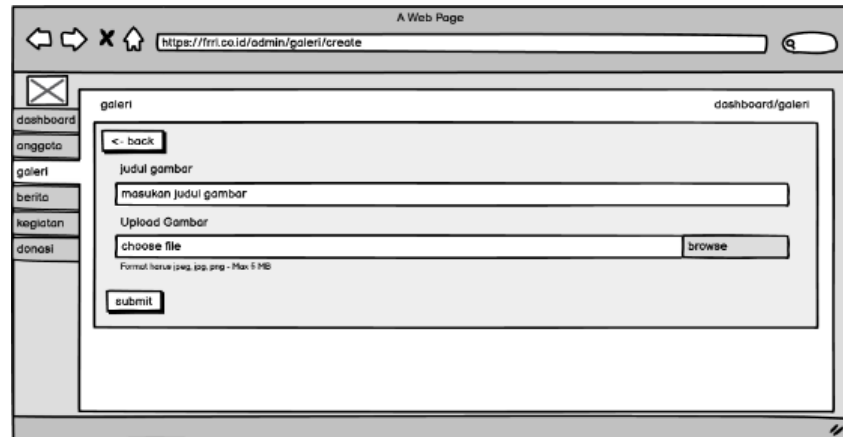 A Web Page
https://frrl.co.id/admin/galeri/create
galeri
dashboard/galeri
dashboard
anggota
galeri
berita
kegiatan
donasi
<- back
judul gambar
masukan judul gambar
Upload Gambar
choose file
browse
Format harus jpeg, jpg, png - Max 5 MB
submit